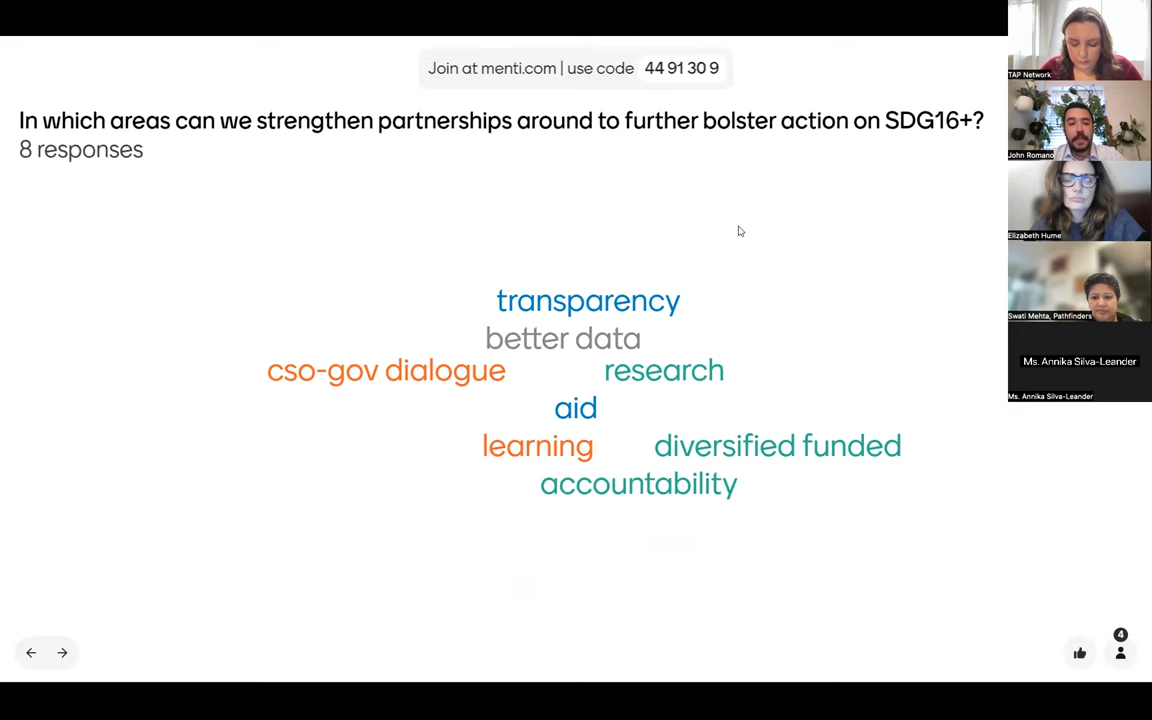 Join at menti.com | use code 44 91 30 9
In which areas can we strengthen partnerships around to further bolster action on SDG16+?
8 responses
transparency
better data
cso-gov dialogue research
aid
learning diversified funded
accountability
4
TAP Network
John Romano
Elizabeth Hume
Swati Mehta, Pathfinders
Ms. Annika Silva-Leander
Ms. Annika Silva-Leander